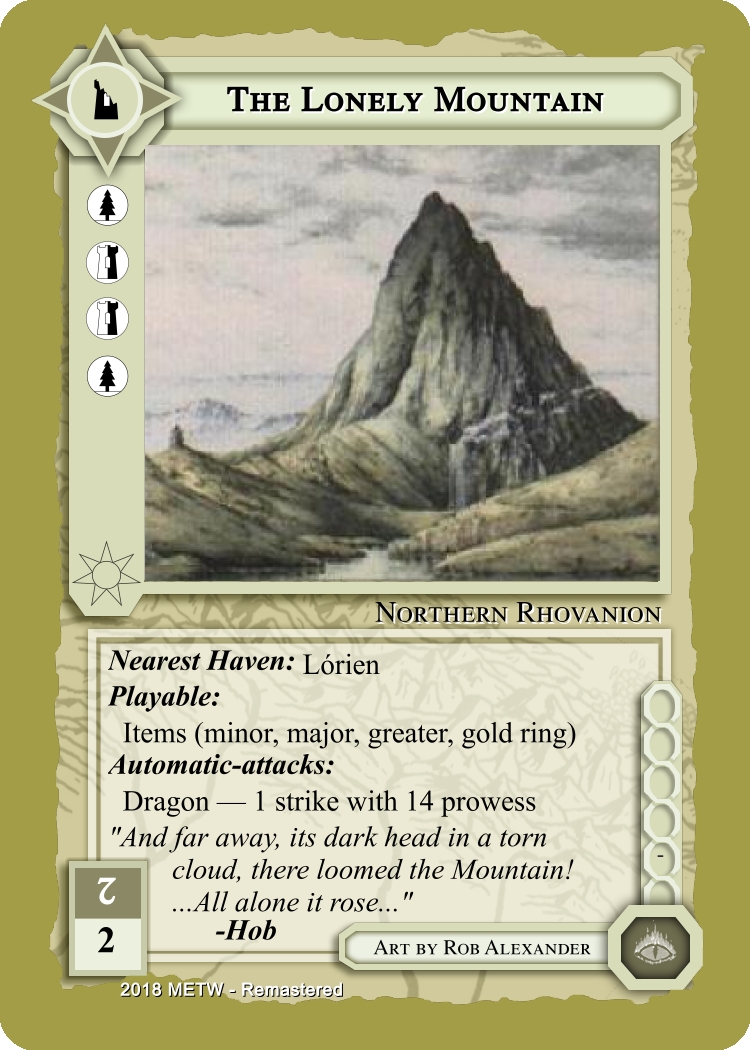 The Lonely Mountain
Northern Rhovanion
Nearest Haven: Lórien
Playable:
Items (minor, major, greater, gold ring)
Automatic-attacks:
Dragon — 1 strike with 14 prowess
"And far away, its dark head in a torn
cloud, there loomed the Mountain!
...All alone it rose..."
-Hob
-
2
2
Art by Rob Alexander
2018 METW - Remastered